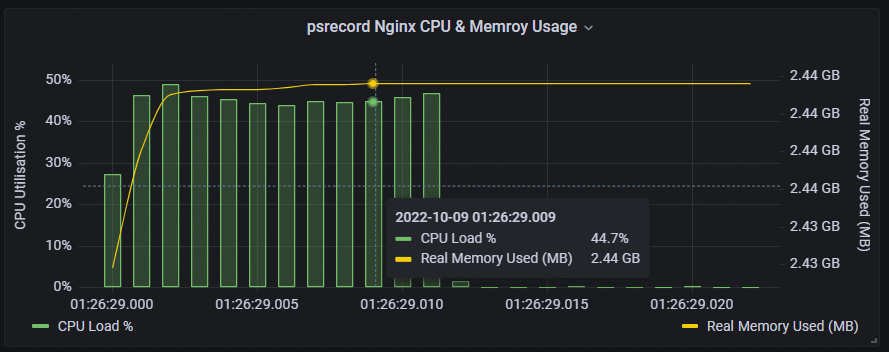 psrecord Nginx CPU & Memroy Usage
CPU Utilisation %
50%
40%
30%
20%
10%
0%
2.44 GB
2.44 GB
2.44 GB
2.44 GB
2.43 GB
2.43 GB
Real Memory Used (MB)
2022-10-09 01:26:29.009
CPU Load % 44.7%
Real Memory Used (MB) 2.44 GB
01:26:29.000 01:26:29.005 01:26:29.010 01:26:29.015 01:26:29.020
CPU Load % Real Memory Used (MB)